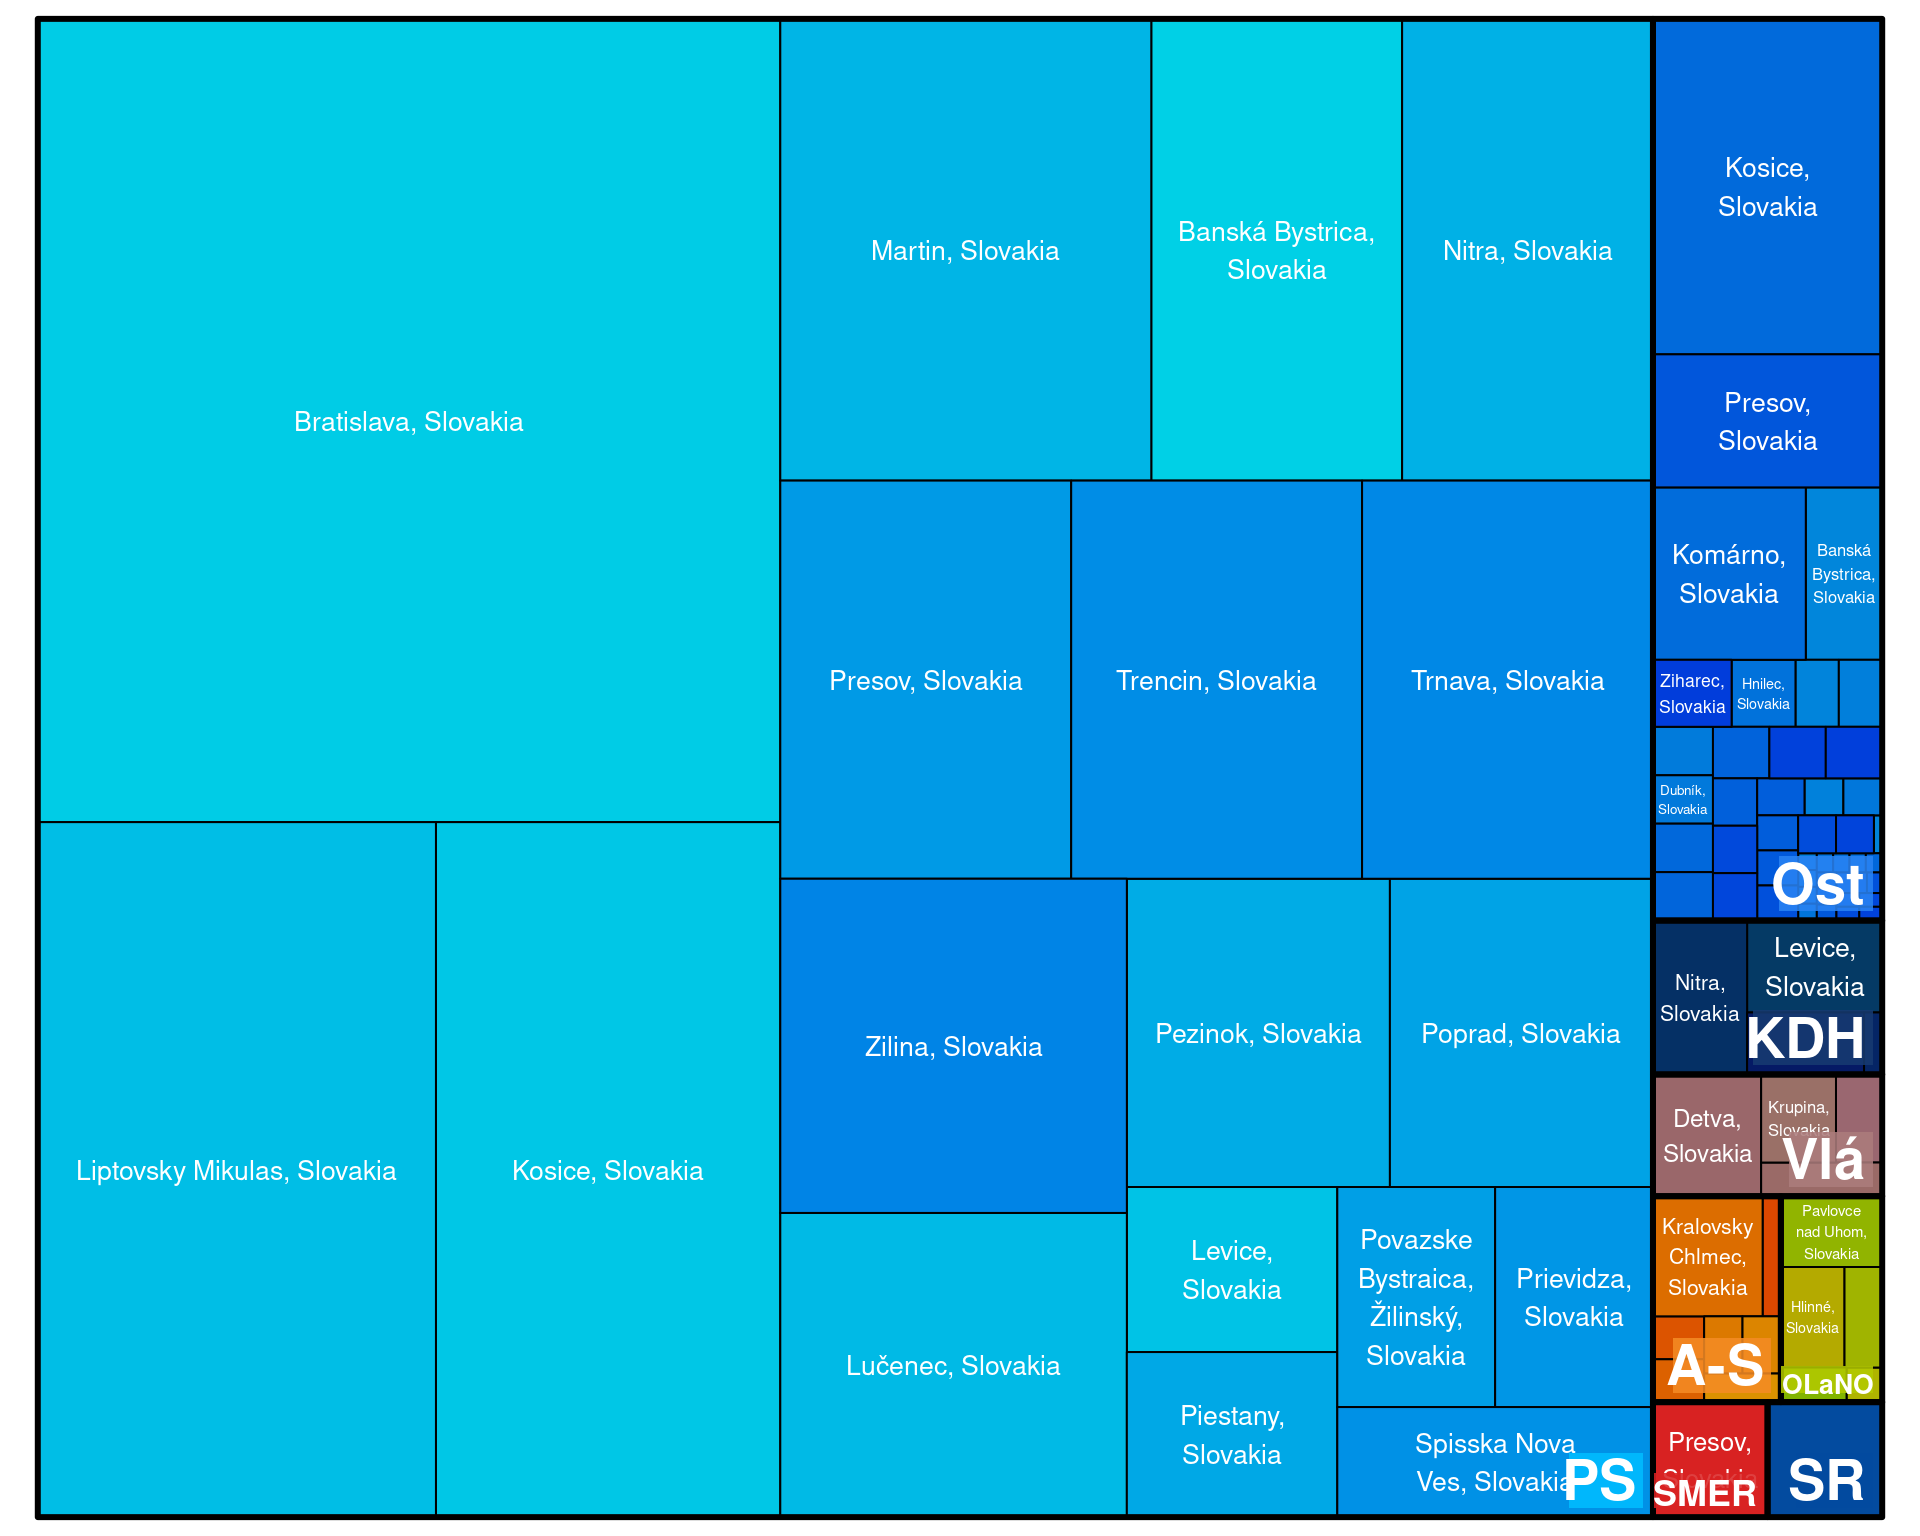 Bratislava, Slovakia
Liptovsky Mikulas, Slovakia
Kosice, Slovakia
Martin, Slovakia
Banská Bystrica,
Slovakia
Nitra, Slovakia
Presov, Slovakia
Trencin, Slovakia
Trnava, Slovakia
Zilina, Slovakia
Lučenec, Slovakia
Pezinok, Slovakia
Poprad, Slovakia
Levice,
Slovakia
Piestany,
Slovakia
Povazske
Bystraica,
Žilinský,
Slovakia
Prievidza,
Slovakia
Spisska Nova
Ves, Slovakia
PS
Kosice,
Slovakia
Presov,
Slovakia
Komárno,
Slovakia
Banská
Bystrica,
Slovakia
Ziharec,
Slovakia
Hnilec,
Slovakia
Dubník,
Slovakia
Ost
Nitra,
Slovakia
Levice,
Slovakia
KDH
Detva,
Slovakia
Krupina,
Slovakia
Vlá
Kralovsky
Chlmec,
Slovakia
A-S
Pavlovce
nad Uhom,
Slovakia
Hlinné,
Slovakia
OLaNO
Presov,
Slovakia
SMER
SR